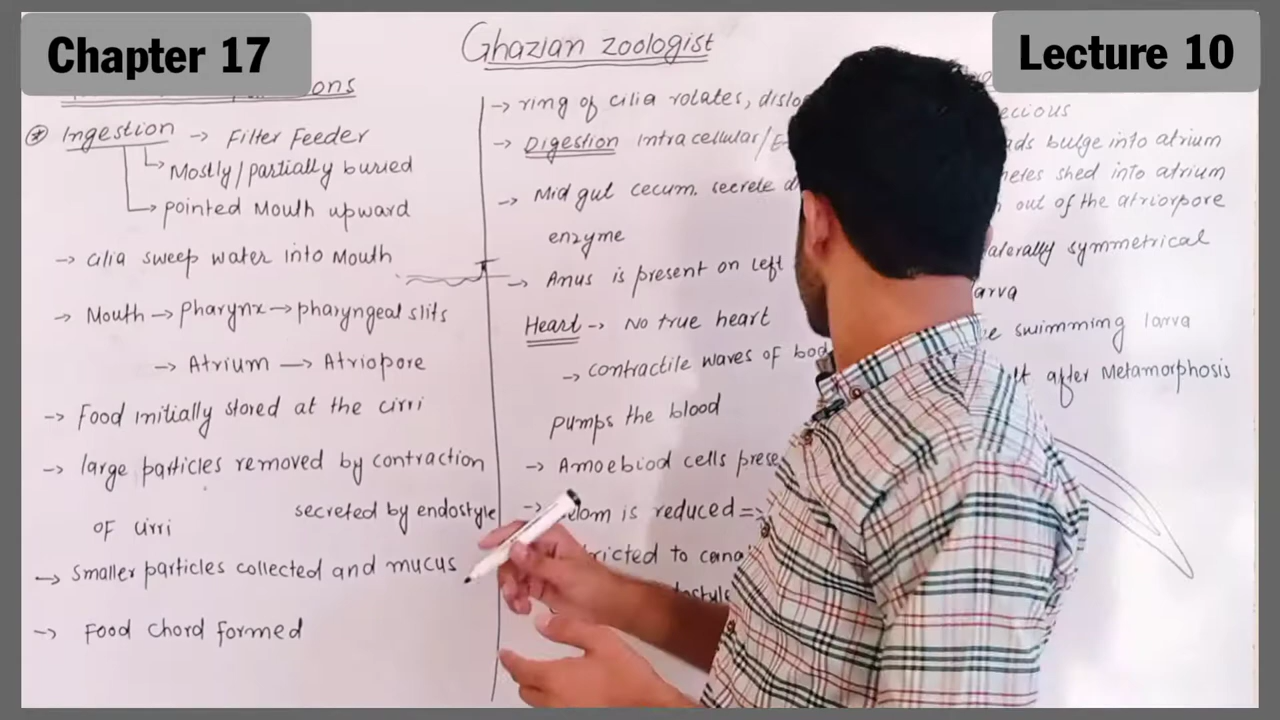 Chapter 17
Ghazian zoologist
Lecture 10
Ingestion -> Filter Feeder
-> Mostly/partially buried
-> pointed Mouth upward
-> cilia sweep water into Mouth
-> Mouth -> Pharynx -> pharyngeal slits
-> Atrium -> Atriopore
-> Food initially stored at the cirri
-> large particles removed by contraction
of cirri
secreted by endostyle
-> Smaller particles collected and mucus
-> Food Chord formed
-> ring of cilia rotates,
-> Digestion Intracellular/
-> Mid gut cecum. secrete
enzyme
-> Anus is present on left
Heart -> No true heart
-> contractile waves of
pumps the blood
-> Amoebiod cells
is reduced =>
to
bulge into atrium
shed into atrium
out of the atriorpore
symmetrical
swimming larva
after Metamorphosis